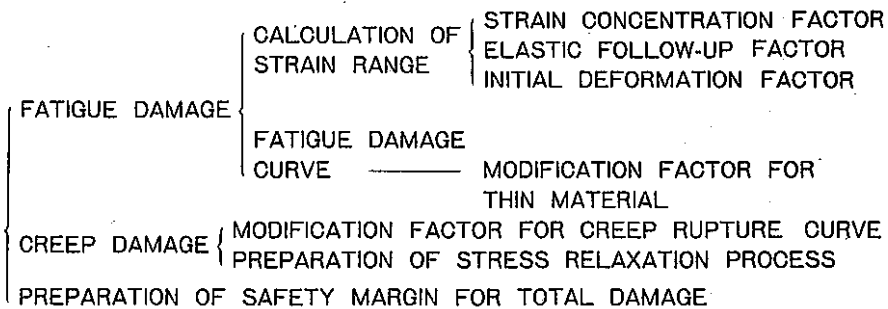 STRAIN CONCENTRATION FACTOR
CALCULATION OF
ELASTIC FOLLOW-UP FACTOR
STRAIN RANGE
INITIAL DEFORMATION FACTOR
FATIGUE DAMAGE
FATIGUE DAMAGE
CURVE — MODIFICATION FACTOR FOR
THIN MATERIAL
CREEP DAMAGE
MODIFICATION FACTOR FOR CREEP RUPTURE CURVE
PREPARATION OF STRESS RELAXATION PROCESS
PREPARATION OF SAFETY MARGIN FOR TOTAL DAMAGE